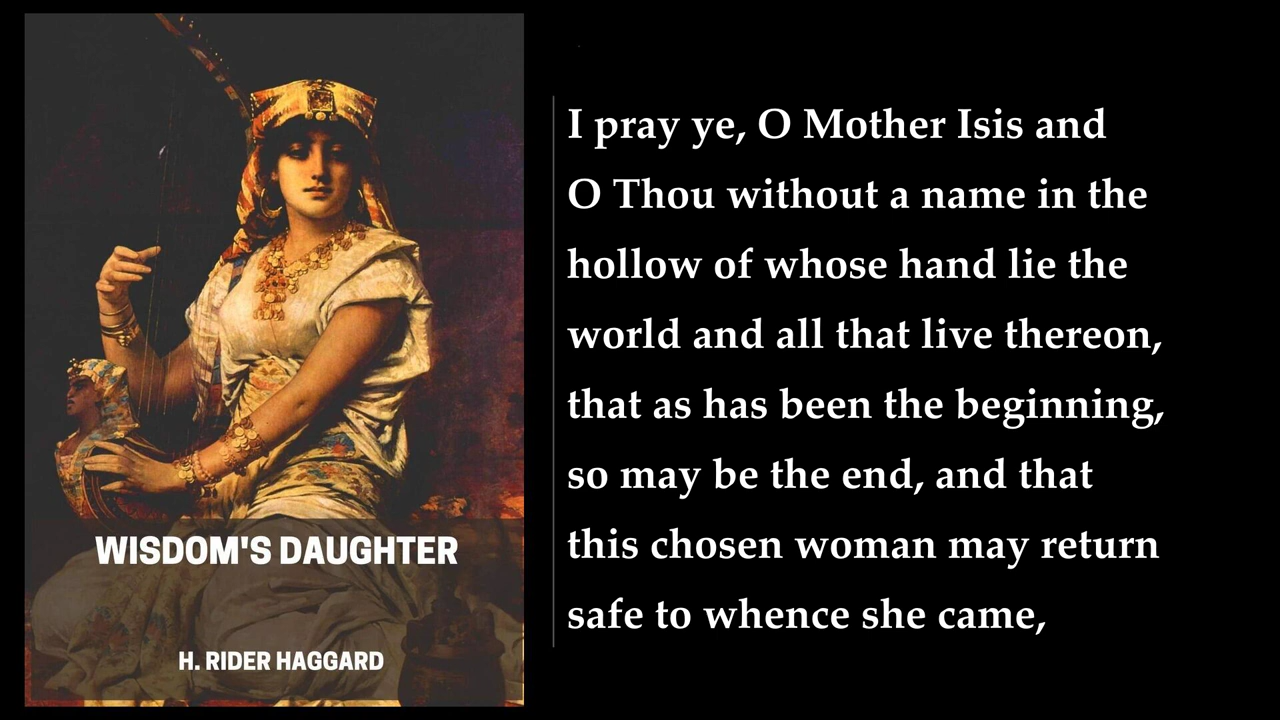 WISDOM'S DAUGHTER
H. RIDER HAGGARD
I pray ye, O Mother Isis and
O Thou without a name in the
hollow of whose hand lie the
world and all that live thereon,
that as has been the beginning,
so may be the end, and that
this chosen woman may return
safe to whence she came,